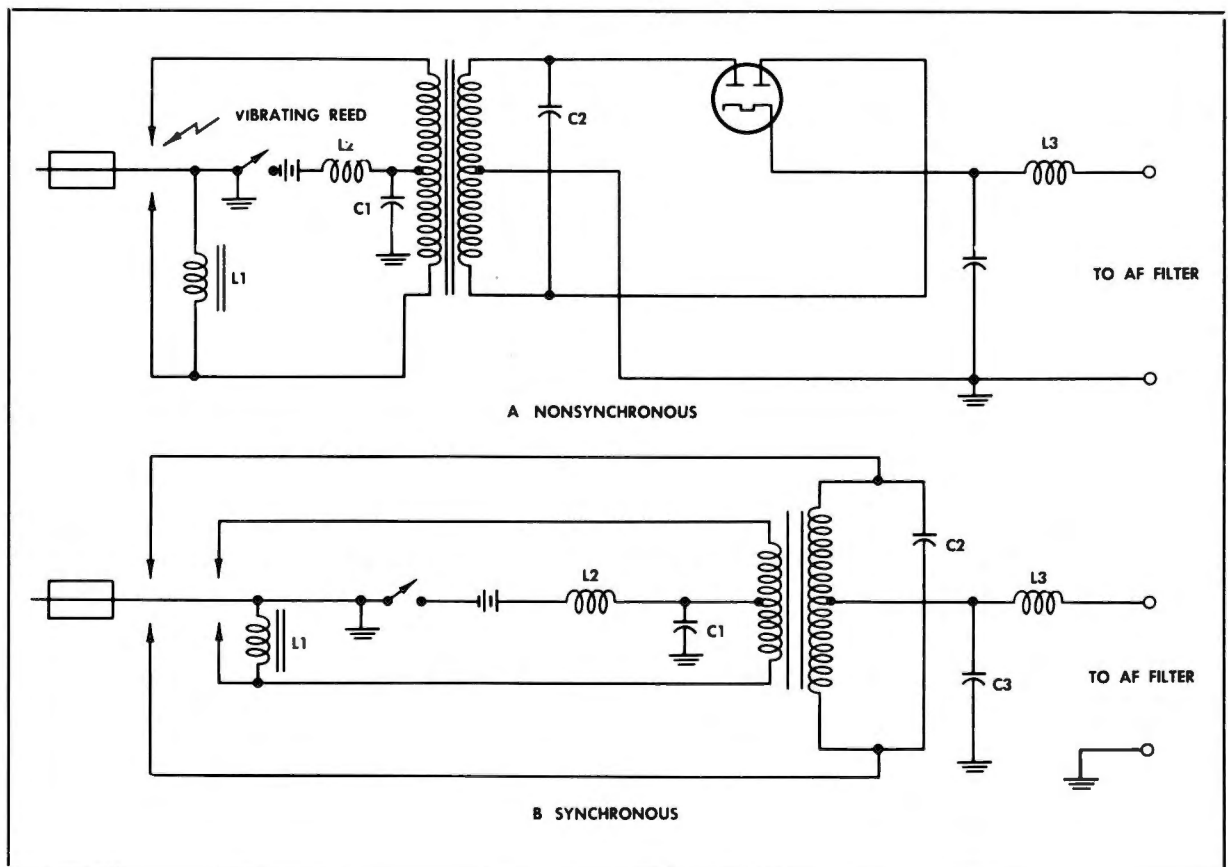 VIBRATING REED
L2
C1
L1
C2
L3
TO AF FILTER
A NONSYNCHRONOUS
L2
L1
C1
C2
L3
C3
TO AF FILTER
B SYNCHRONOUS